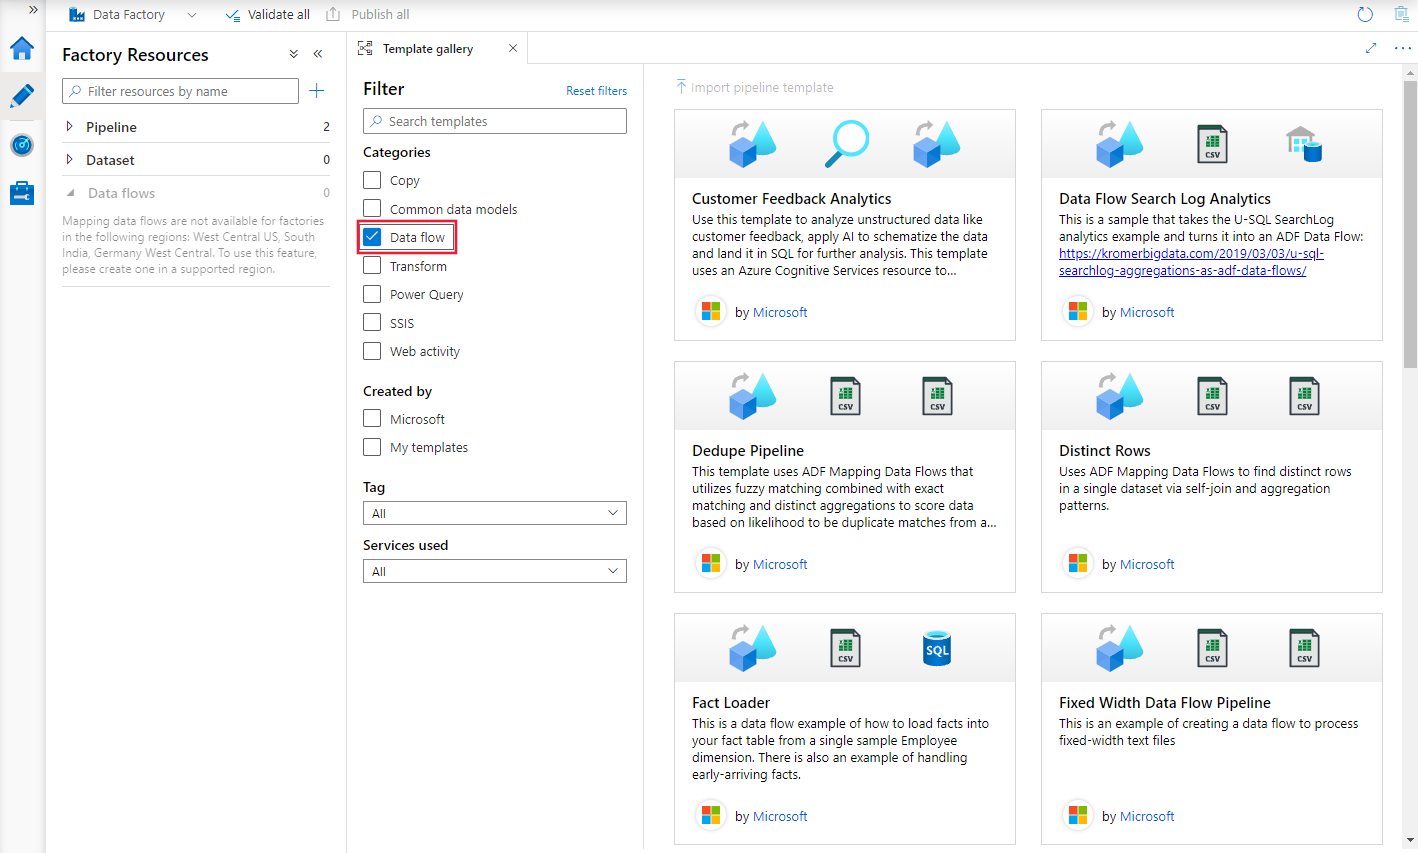 Data Factory
Validate all
Publish all
Factory Resources
Filter resources by name
Pipeline 2
Dataset 0
Data flows 0
Mapping data flows are not available for factories
in the following regions: West Central US, South
India, Germany West Central. To use this feature,
please create one in a supported region.
Template gallery
Filter
Reset filters
Search templates
Categories
Copy
Common data models
Data flow
Transform
Power Query
SSIS
Web activity
Created by
Microsoft
My templates
Tag
All
Services used
All
Import pipeline template
Customer Feedback Analytics
Use this template to analyze unstructured data like
customer feedback, apply AI to schematize the data
and land it in SQL for further analysis. This template
uses an Azure Cognitive Services resource to...
by Microsoft
CSV
Data Flow Search Log Analytics
This is a sample that takes the U-SQL SearchLog
analytics example and turns it into an ADF Data Flow:
https://kromerbigdata.com/2019/03/03/u-sql-
searchlog-aggregations-as-adf-data-flows/
by Microsoft
CSV
CSV
Dedupe Pipeline
This template uses ADF Mapping Data Flows that
utilizes fuzzy matching combined with exact
matching and distinct aggregations to score data
based on likelihood to be duplicate matches from a...
by Microsoft
CSV
CSV
Distinct Rows
Uses ADF Mapping Data Flows to find distinct rows
in a single dataset via self-join and aggregation
patterns.
by Microsoft
CSV
SQL
Fact Loader
This is a data flow example of how to load facts into
your fact table from a single sample Employee
dimension. There is also an example of handling
early-arriving facts.
by Microsoft
CSV
CSV
Fixed Width Data Flow Pipeline
This is an example of creating a data flow to process
fixed-width text files
by Microsoft